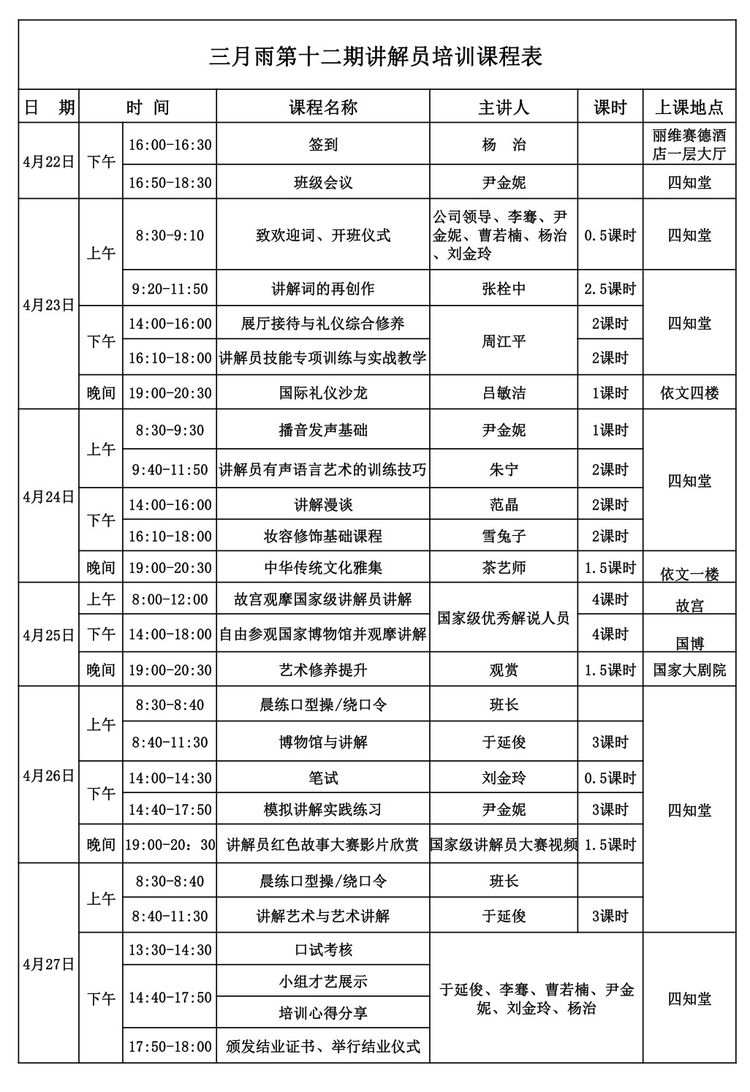 三月雨第十二期讲解员培训课程表
日 期 时 间 课程名称 主讲人 课时 上课地点
4月22日 下午 16:00-16:30 签到 杨 治 丽维赛德酒
店一层大厅
16:50-18:30 班级会议 尹金妮 四知堂
4月23日 上午 8:30-9:10 致欢迎词、开班仪式 公司领导、李骞、尹
金妮、曹若楠、杨治
、刘金玲 0.5课时 四知堂
9:20-11:50 讲解词的再创作 张栓中 2.5课时 四知堂
下午 14:00-16:00 展厅接待与礼仪综合修养 周江平 2课时
16:10-18:00 讲解员技能专项训练与实战教学 2课时
晚间 19:00-20:30 国际礼仪沙龙 吕敏洁 1课时 依文四楼
4月24日 上午 8:30-9:30 播音发声基础 尹金妮 1课时 四知堂
9:40-11:50 讲解员有声语言艺术的训练技巧 朱宁 2课时
下午 14:00-16:00 讲解漫谈 范晶 2课时
16:10-18:00 妆容修饰基础课程 雪兔子 2课时
晚间 19:00-20:30 中华传统文化雅集 茶艺师 1.5课时 依文一楼
4月25日 上午 8:00-12:00 故宫观摩国家级讲解员讲解 国家级优秀解说人员 4课时 故宫
下午 14:00-18:00 自由参观国家博物馆并观摩讲解 4课时 国博
晚间 19:00-20:30 艺术修养提升 观赏 1.5课时 国家大剧院
4月26日 上午 8:30-8:40 晨练口型操/绕口令 班长 四知堂
8:40-11:30 博物馆与讲解 于延俊 3课时
下午 14:00-14:30 笔试 刘金玲 0.5课时
14:40-17:50 模拟讲解实践练习 尹金妮 3课时
晚间 19:00-20：30 讲解员红色故事大赛影片欣赏 国家级讲解员大赛视频 1.5课时
4月27日 上午 8:30-8:40 晨练口型操/绕口令 班长
8:40-11:30 讲解艺术与艺术讲解 于延俊 3课时
下午 13:30-14:30 口试考核 于延俊、李骞、曹若楠、尹金
妮、刘金玲、杨治 四知堂
14:40-17:50 小组才艺展示
培训心得分享
17:50-18:00 颁发结业证书、举行结业仪式